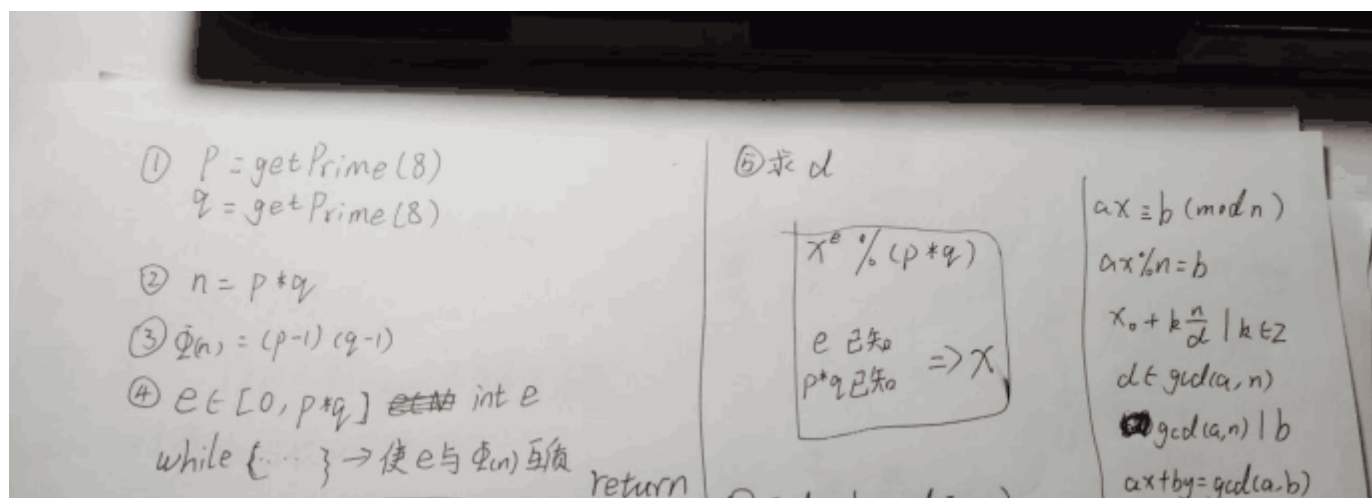 ① P = getPrime(8)
q = getPrime(8)
② n = p*q
③ Φ(n) = (p-1)(q-1)
④ e∈[0, p*q] int e
while {……} → 使e与Φ(n)互质
return
⑤求 d
x^e %(p*q)
e 已知
p*q已知 => x
ax≡b(mod n)
ax%n=b
x₀+k n/d | k∈Z
d∈gcd(a,n)
gcd(a,n)|b
ax+by=gcd(a,b)